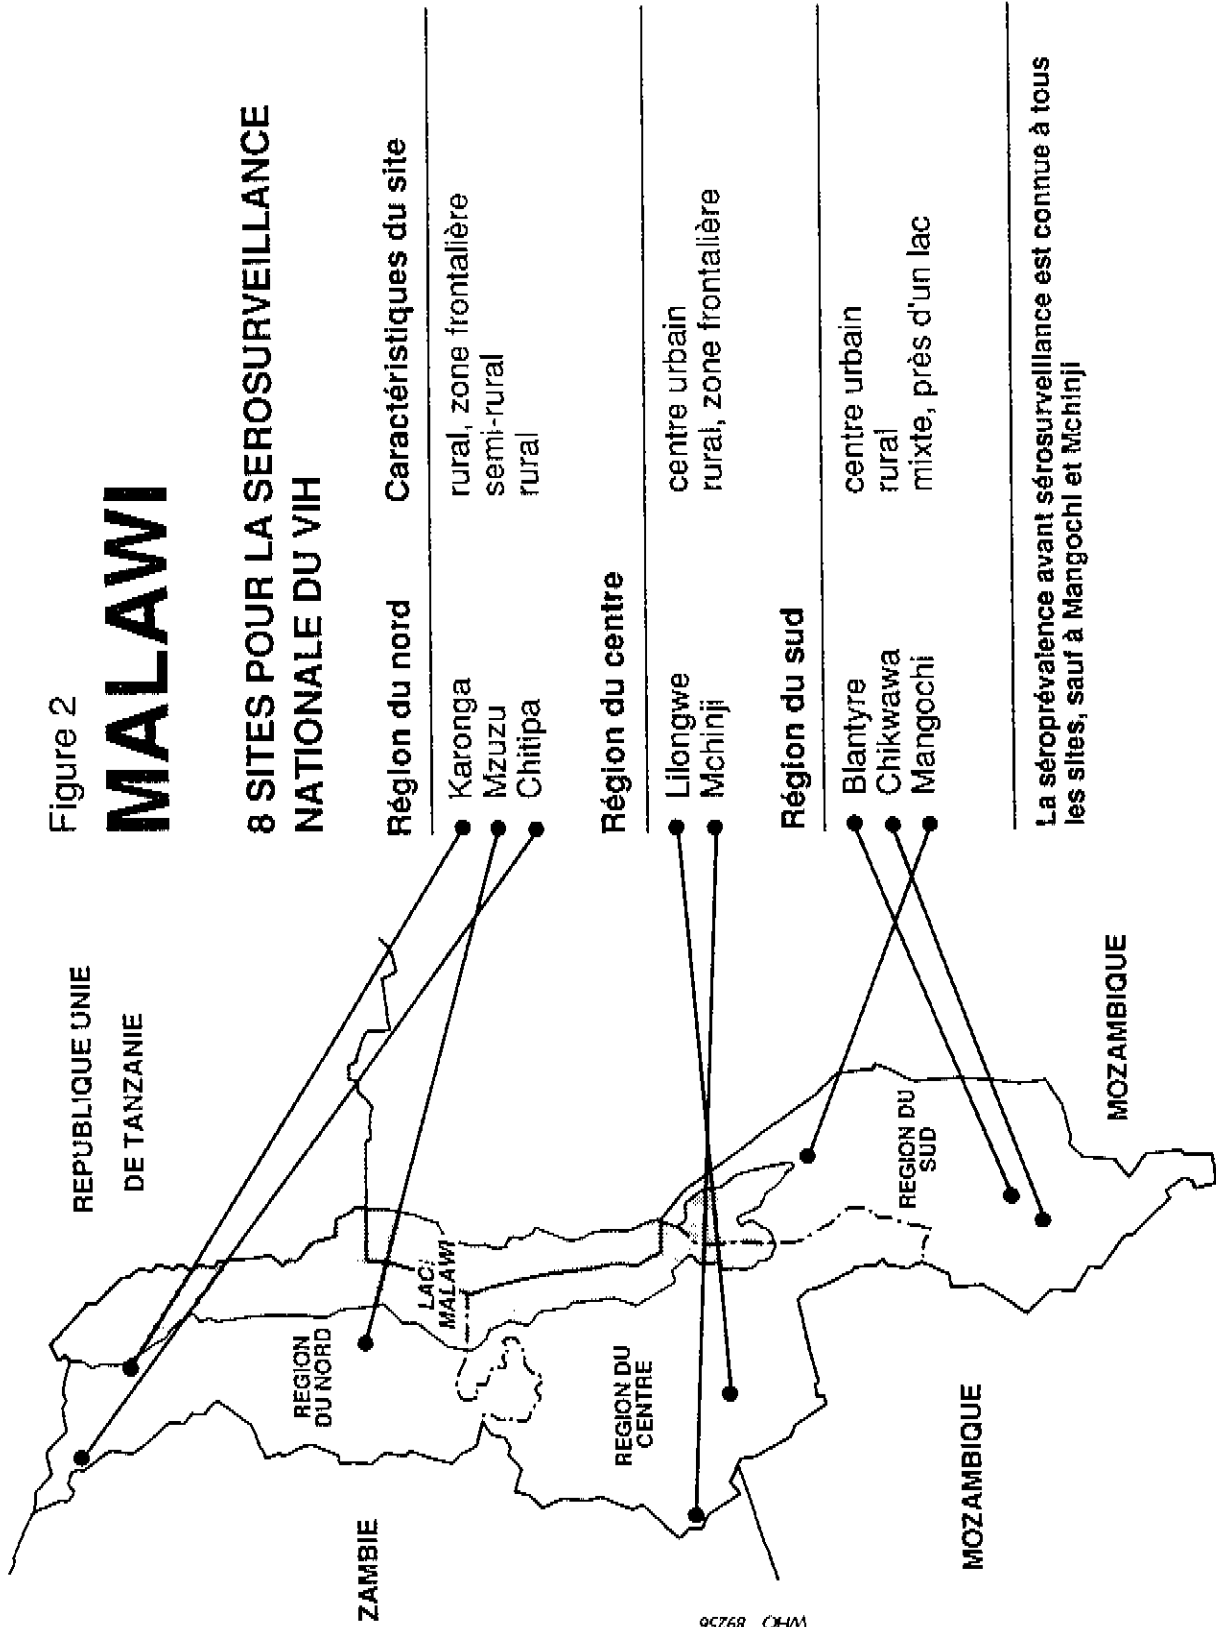 Figure 2
MALAWI
8 SITES POUR LA SEROSURVEILLANCE
NATIONALE DU VIH
Région du nord Caractéristiques du site
Karonga rural, zone frontalière
Mzuzu semi-rural
Chitipa rural
Région du centre
Lilongwe centre urbain
Mchinji rural, zone frontalière
Région du sud
Blantyre centre urbain
Chikwawa rural
Mangochi mixte, près d'un lac
La séroprévalence avant sérosurveillance est connue à tous
les sites, sauf à Mangochi et Mchinji
REPUBLIQUE UNIE
DE TANZANIE
REGION
DU NORD
LAC
MALAWI
ZAMBIE
REGION DU
CENTRE
REGION DU
SUD
MOZAMBIQUE
MOZAMBIQUE
WHO 89256